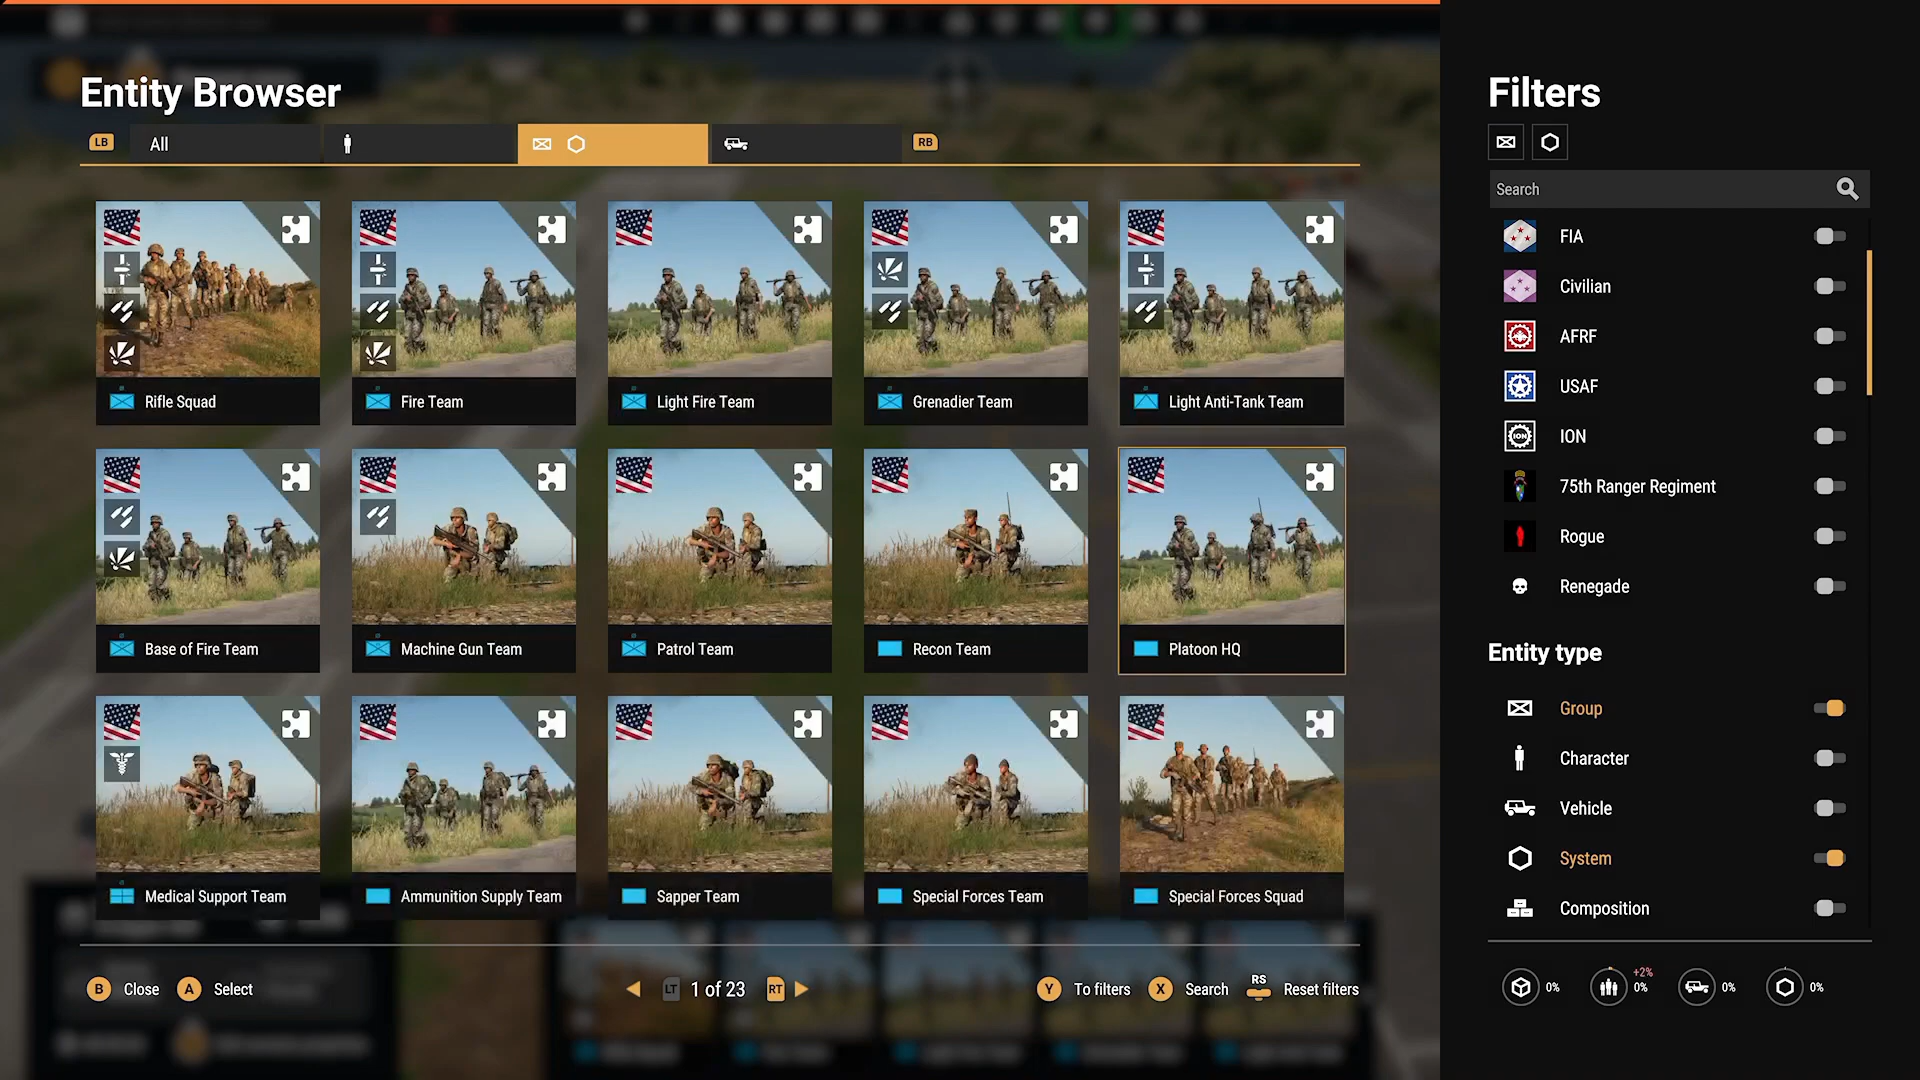 Entity Browser
LB
All
RB
Rifle Squad
Fire Team
Light Fire Team
Grenadier Team
Light Anti-Tank Team
Base of Fire Team
Machine Gun Team
Patrol Team
Recon Team
Platoon HQ
Medical Support Team
Ammunition Supply Team
Sapper Team
Special Forces Team
Special Forces Squad
B Close
A Select
LT 1 of 23 RT
Y To filters
X Search
RS Reset filters
Filters
Search
FIA
Civilian
AFRF
USAF
ION ION
75th Ranger Regiment
Rogue
Renegade
Entity type
Group
Character
Vehicle
System
Composition
0%
+2%
0%
0%
0%